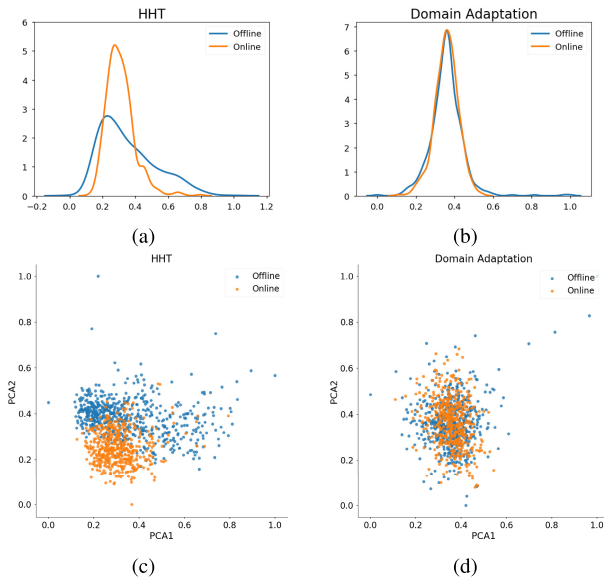 HHT
6
5
4
3
2
1
0
−0.2 0.0 0.2 0.4 0.6 0.8 1.0 1.2
Offline
Online
(a)
Domain Adaptation
7
6
5
4
3
2
1
0
0.0 0.2 0.4 0.6 0.8 1.0
Offline
Online
(b)
HHT
Offline
Online
PCA2
1.0
0.8
0.6
0.4
0.2
0.0
0.0 0.2 0.4 0.6 0.8 1.0
PCA1
(c)
Domain Adaptation
Offline
Online
PCA2
1.0
0.8
0.6
0.4
0.2
0.0
0.0 0.2 0.4 0.6 0.8 1.0
PCA1
(d)